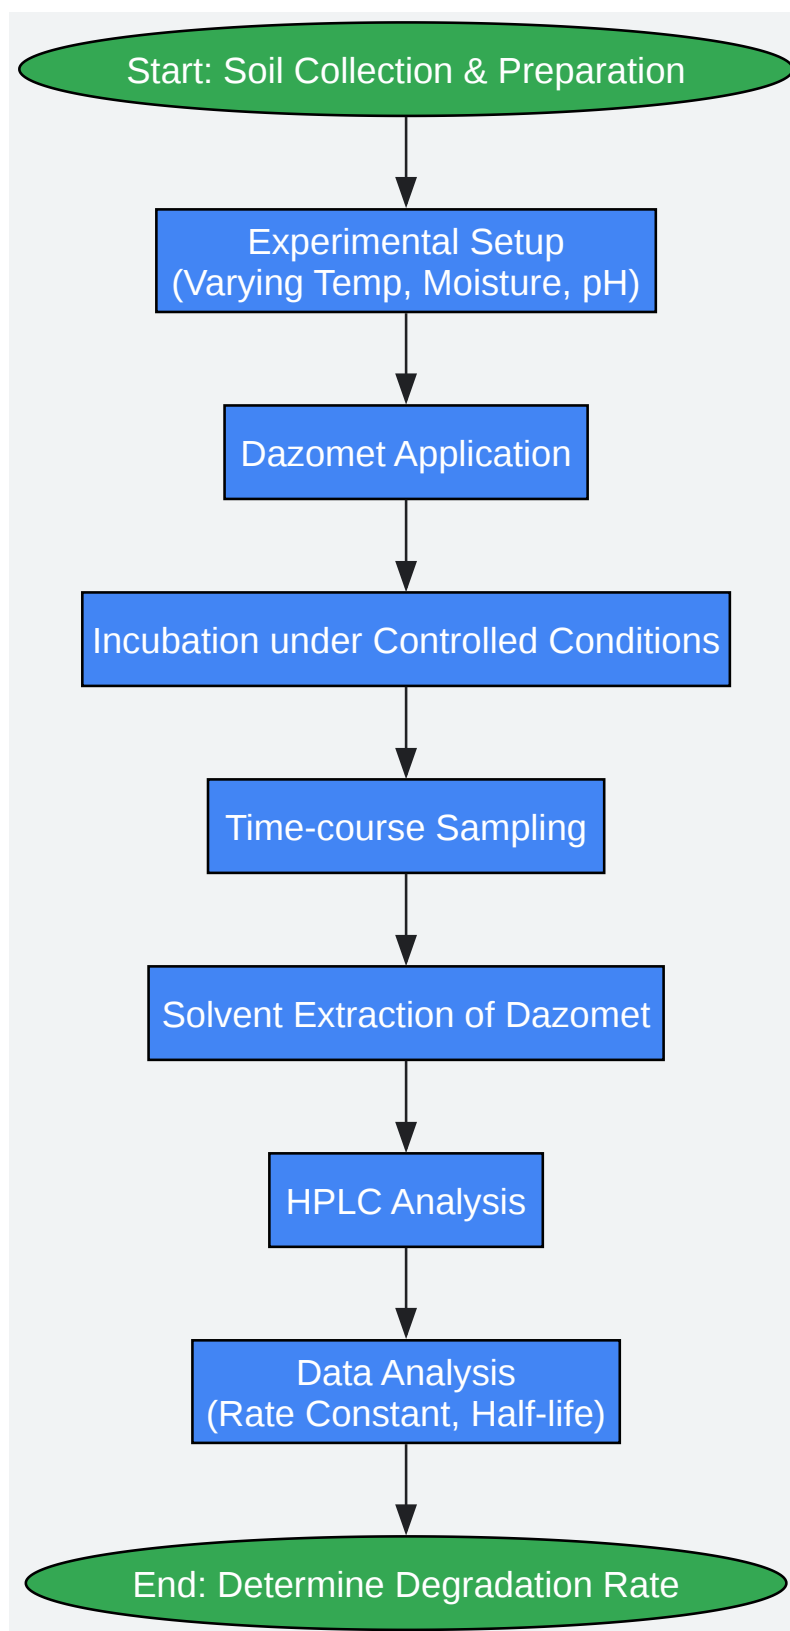 Start: Soil Collection & Preparation
Experimental Setup
(Varying Temp, Moisture, pH)
Dazomet Application
Incubation under Controlled Conditions
Time-course Sampling
Solvent Extraction of Dazomet
HPLC Analysis
Data Analysis
(Rate Constant, Half-life)
End: Determine Degradation Rate